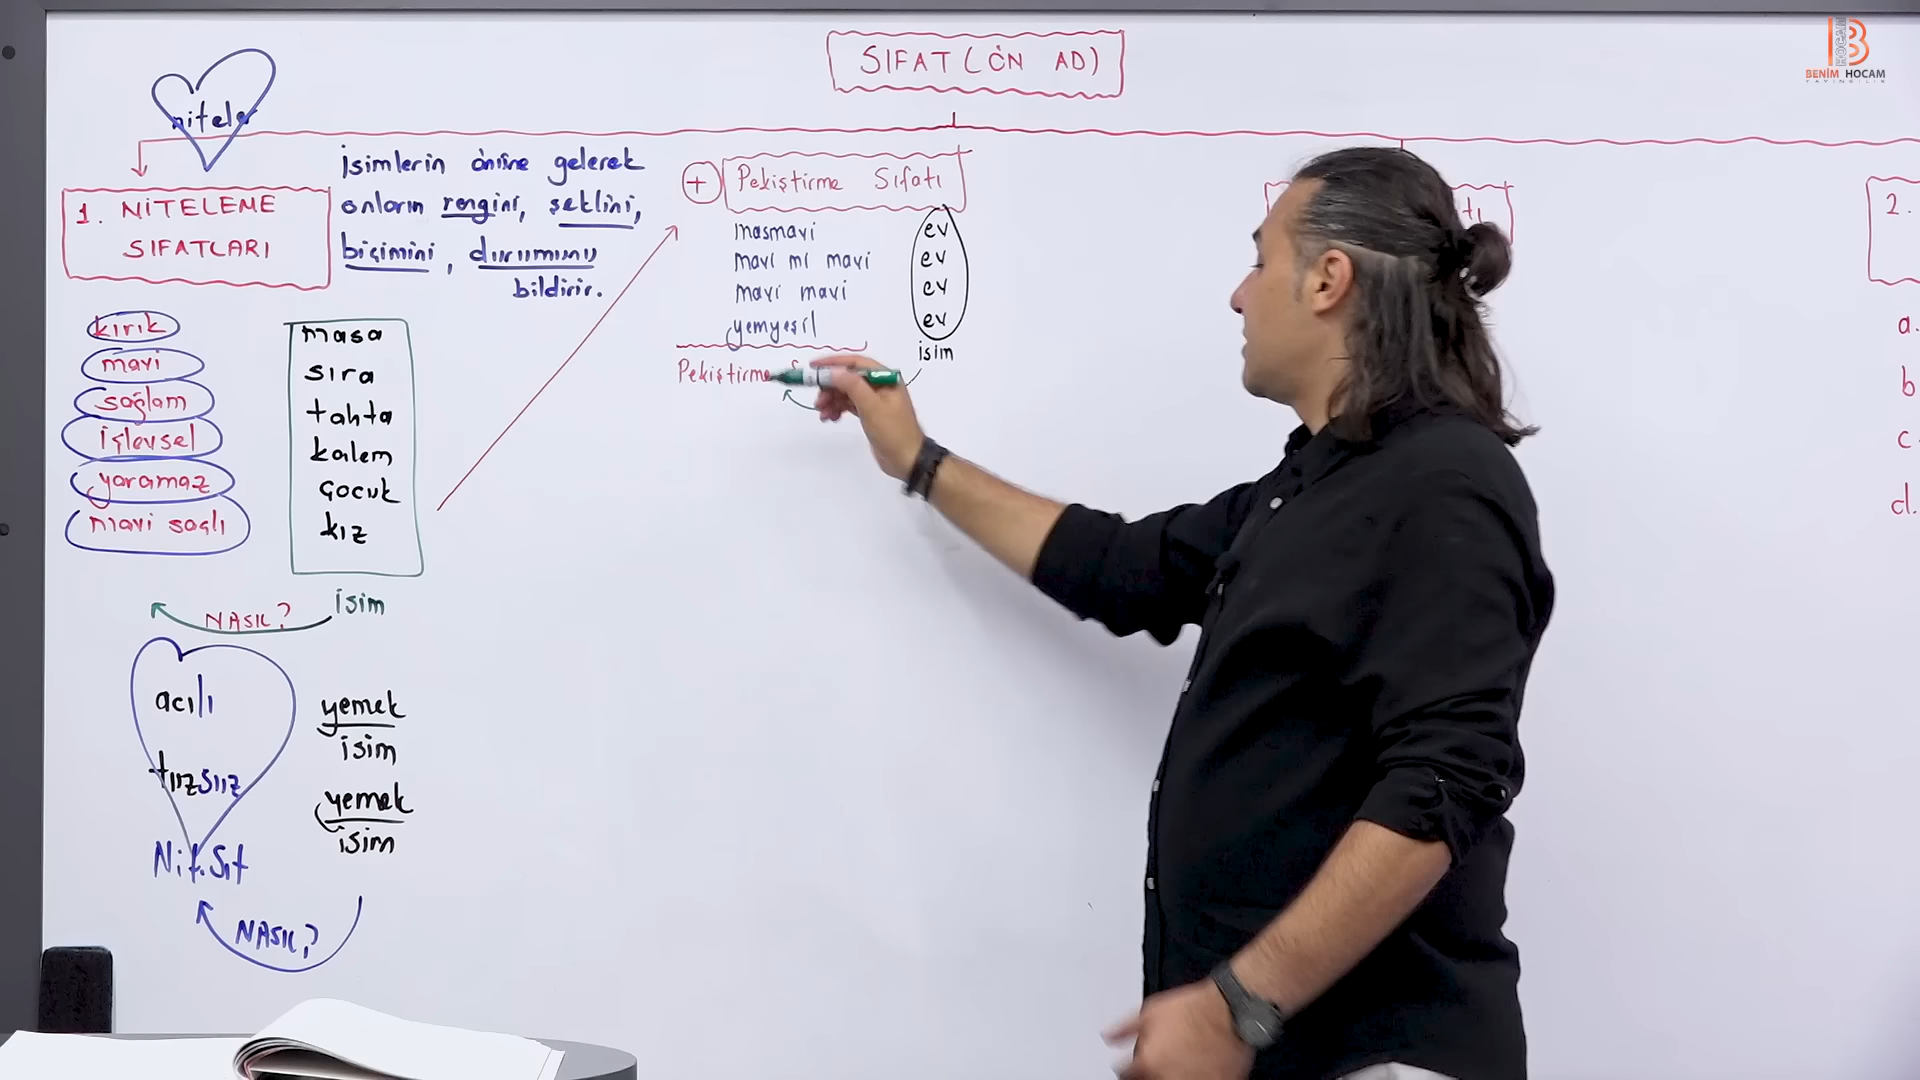 SIFAT (ÖN AD)
BENİM HOCAM
YAYINCILIK
niteler
1. NİTELEME
SIFATLARI
isimlerin önüne gelerek
onların rengini, şeklini,
biçimini, durumunu
bildirir.
kırık masa
mavi sıra
sağlam tahta
işlevsel kalem
yaramaz çocuk
mavi saçlı kız
isim
NASIL?
acılı yemek
isim
tuzsuz yemek
isim
Nit. Sıf
NASIL?
+ Pekiştirme Sıfatı
masmavi ev
mavi mi mavi ev
mavi mavi ev
yemyeşil ev
isim
Pekiştirme
2.
a.
b
c.
d.